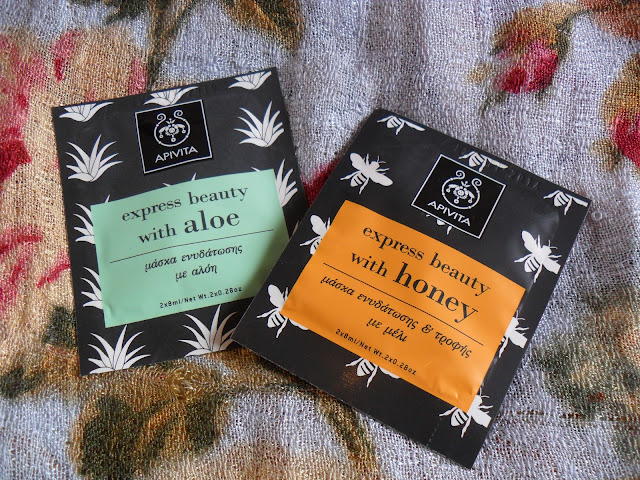 APIVITA
express beauty
with aloe
μάσκα ενυδάτωσης
με αλόη
2x8ml/Net Wt.2x0.28oz
APIVITA
express beauty
with honey
μάσκα ενυδάτωσης & τροφής
με μέλι
2x8ml/Net Wt.2x0.28oz